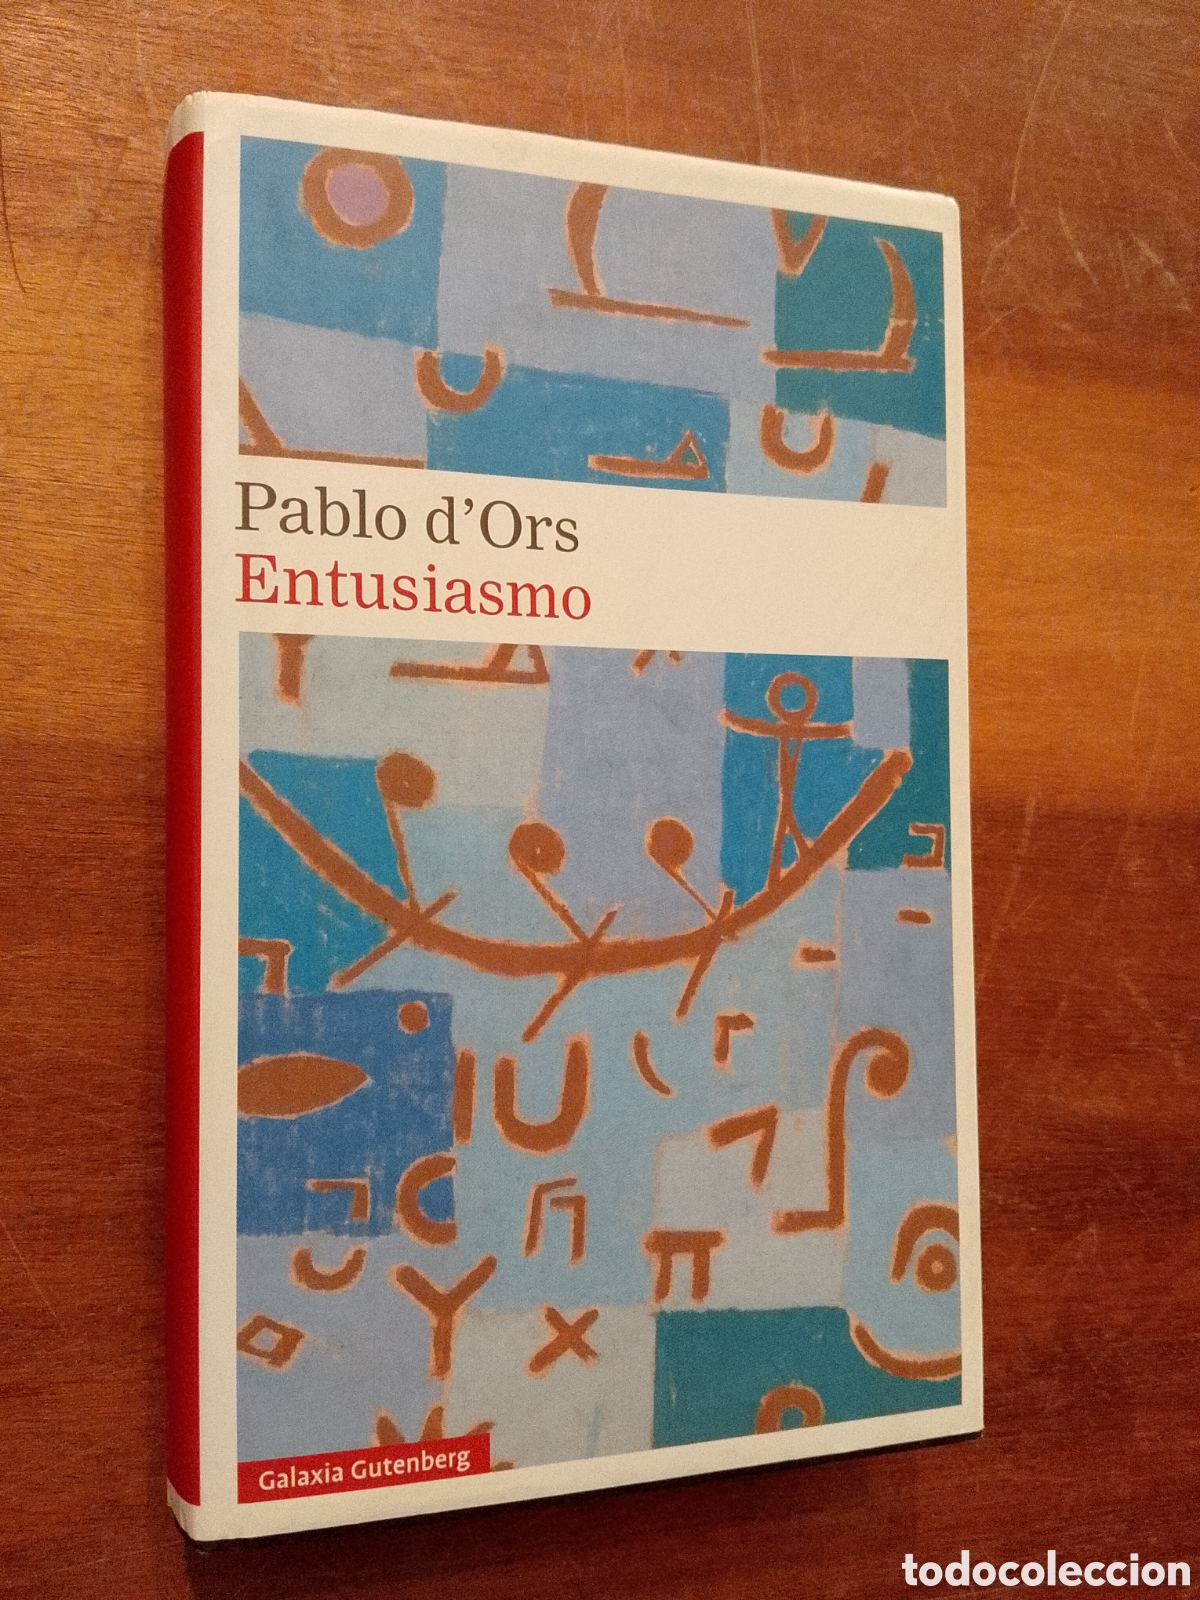 Pablo d'Ors
Entusiasmo
Galaxia Gutenberg
todocoleccion